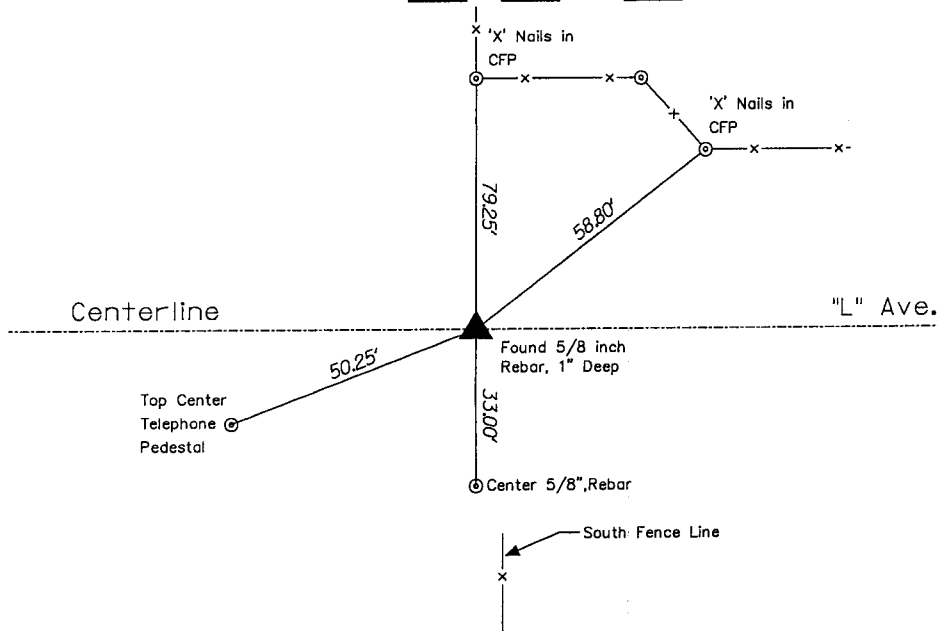 'X' Nails in
CFP
'X' Nails in
CFP
79.25'
58.80'
Centerline
"L" Ave.
Found 5/8 inch
Rebar, 1" Deep
50.25'
Top Center
Telephone
Pedestal
33.00'
Center 5/8",Rebar
South Fence Line